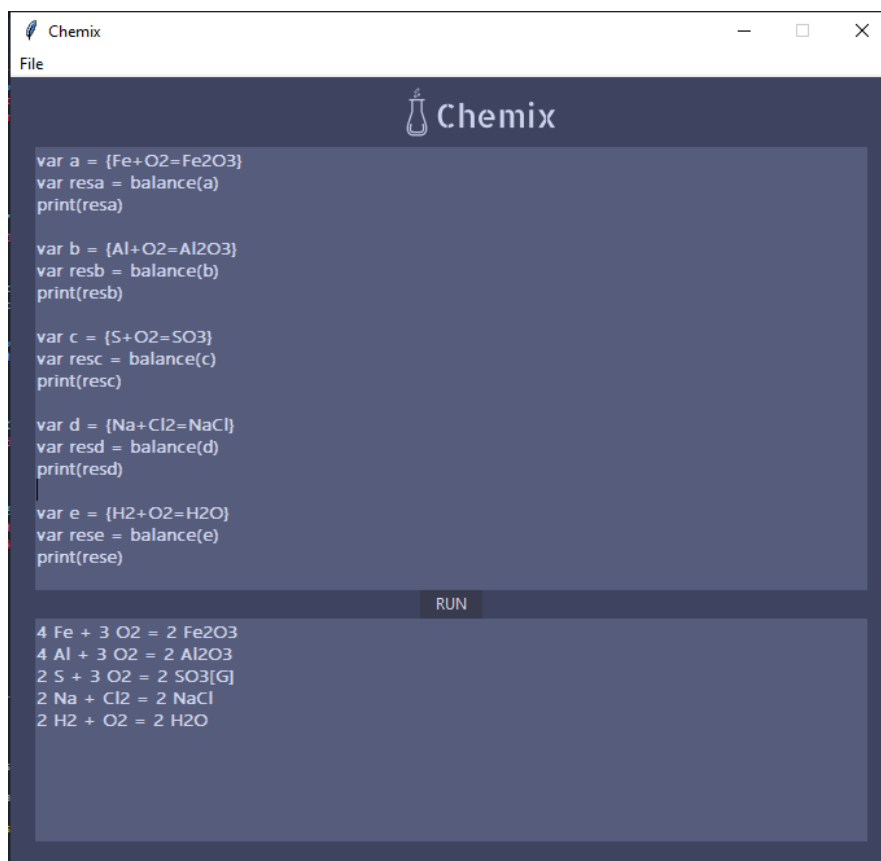 Chemix
File
Chemix
var a = {Fe+O2=Fe2O3}
var resa = balance(a)
print(resa)
var b = {Al+O2=Al2O3}
var resb = balance(b)
print(resb)
var c = {S+O2=SO3}
var resc = balance(c)
print(resc)
var d = {Na+Cl2=NaCl}
var resd = balance(d)
print(resd)
var e = {H2+O2=H2O}
var rese = balance(e)
print(rese)
RUN
4 Fe + 3 O2 = 2 Fe2O3
4 Al + 3 O2 = 2 Al2O3
2 S + 3 O2 = 2 SO3[G]
2 Na + Cl2 = 2 NaCl
2 H2 + O2 = 2 H2O